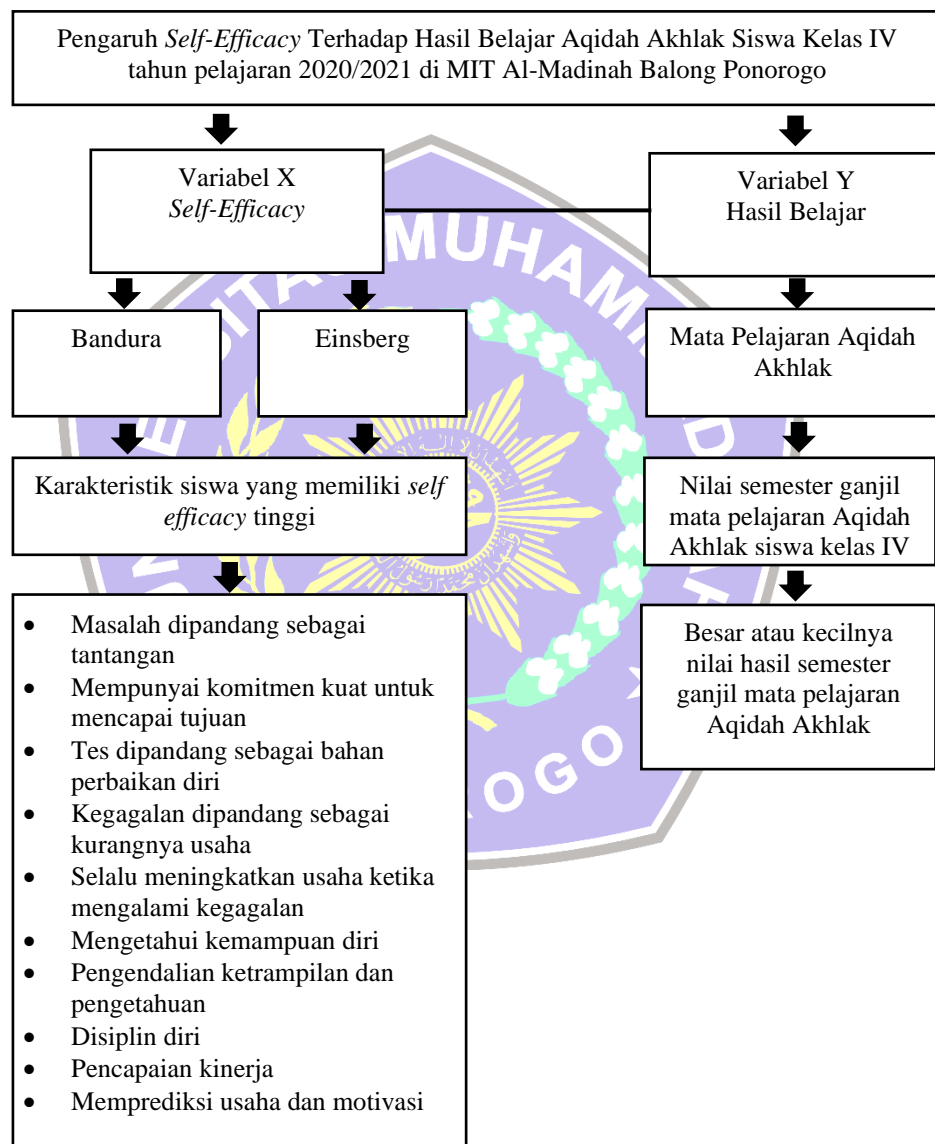 Pengaruh Self-Efficacy Terhadap Hasil Belajar Aqidah Akhlak Siswa Kelas IV
tahun pelajaran 2020/2021 di MIT Al-Madinah Balong Ponorogo
Variabel X
Self-Efficacy
Variabel Y
Hasil Belajar
Bandura
Einsberg
Mata Pelajaran Aqidah
Akhlak
Karakteristik siswa yang memiliki self
efficacy tinggi
Nilai semester ganjil
mata pelajaran Aqidah
Akhlak siswa kelas IV
• Masalah dipandang sebagai
tantangan
• Mempunyai komitmen kuat untuk
mencapai tujuan
• Tes dipandang sebagai bahan
perbaikan diri
• Kegagalan dipandang sebagai
kurangnya usaha
• Selalu meningkatkan usaha ketika
mengalami kegagalan
• Mengetahui kemampuan diri
• Pengendalian ketrampilan dan
pengetahuan
• Disiplin diri
• Pencapaian kinerja
• Memprediksi usaha dan motivasi
Besar atau kecilnya
nilai hasil semester
ganjil mata pelajaran
Aqidah Akhlak
MUHAM
ROGO